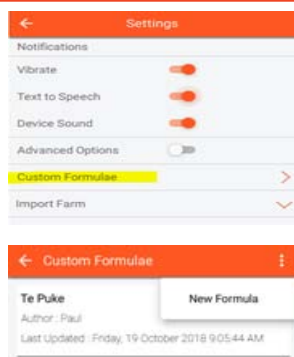 Settings
Notifications
Vibrate
Text to Speech
Device Sound
Advanced Options
Custom Formulae
Import Farm
Custom Formulae
Te Puke
New Formula
Author : Paul
Last Updated : Friday, 19 October 2018 9:05:44 AM